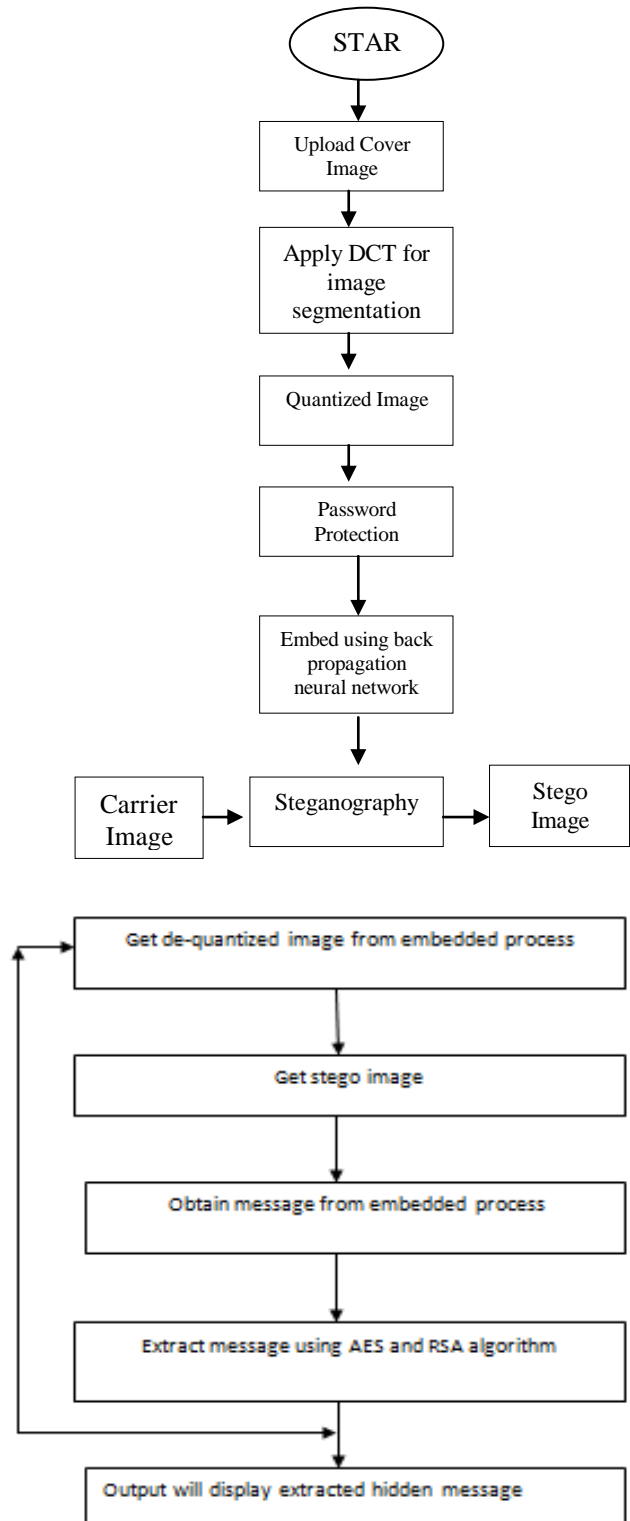 STAR
Upload Cover
Image
Apply DCT for
image
segmentation
Quantized Image
Password
Protection
Embed using back
propagation
neural network
Carrier
Image
Steganography
Stego
Image
Get de-quantized image from embedded process
Get stego image
Obtain message from embedded process
Extract message using AES and RSA algorithm
Output will display extracted hidden message